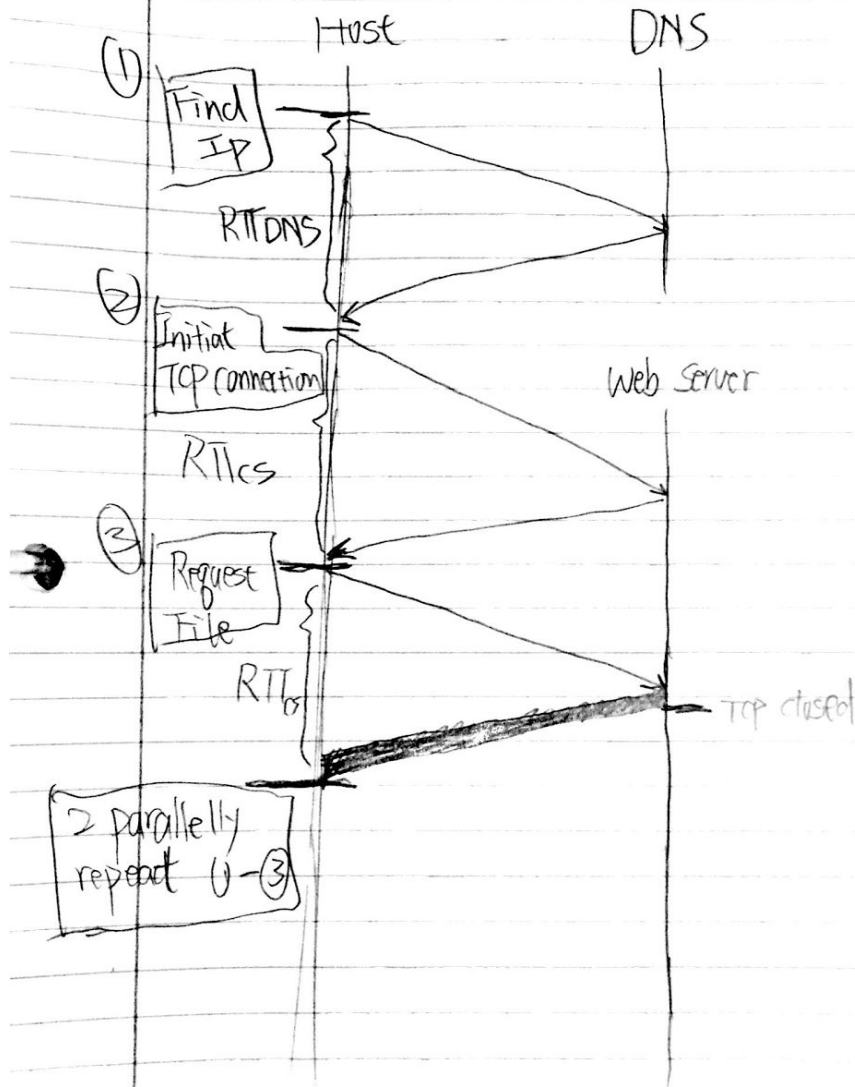 Host
DNS
①
Find
Ip
RTTDNS
②
Initial
TCP connection
Web Server
RTTcs
③
Request
File
RTTcs
TCP closed
2 parallelly
repeat ①-③